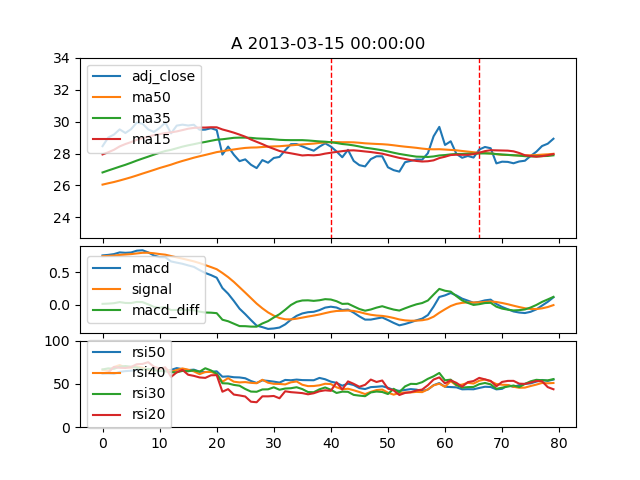 A 2013-03-15 00:00:00
34
32
30
28
26
24
adj_close
ma50
ma35
ma15
0.5
0.0
macd
signal
macd_diff
100
50
0
rsi50
rsi40
rsi30
rsi20
0 10 20 30 40 50 60 70 80